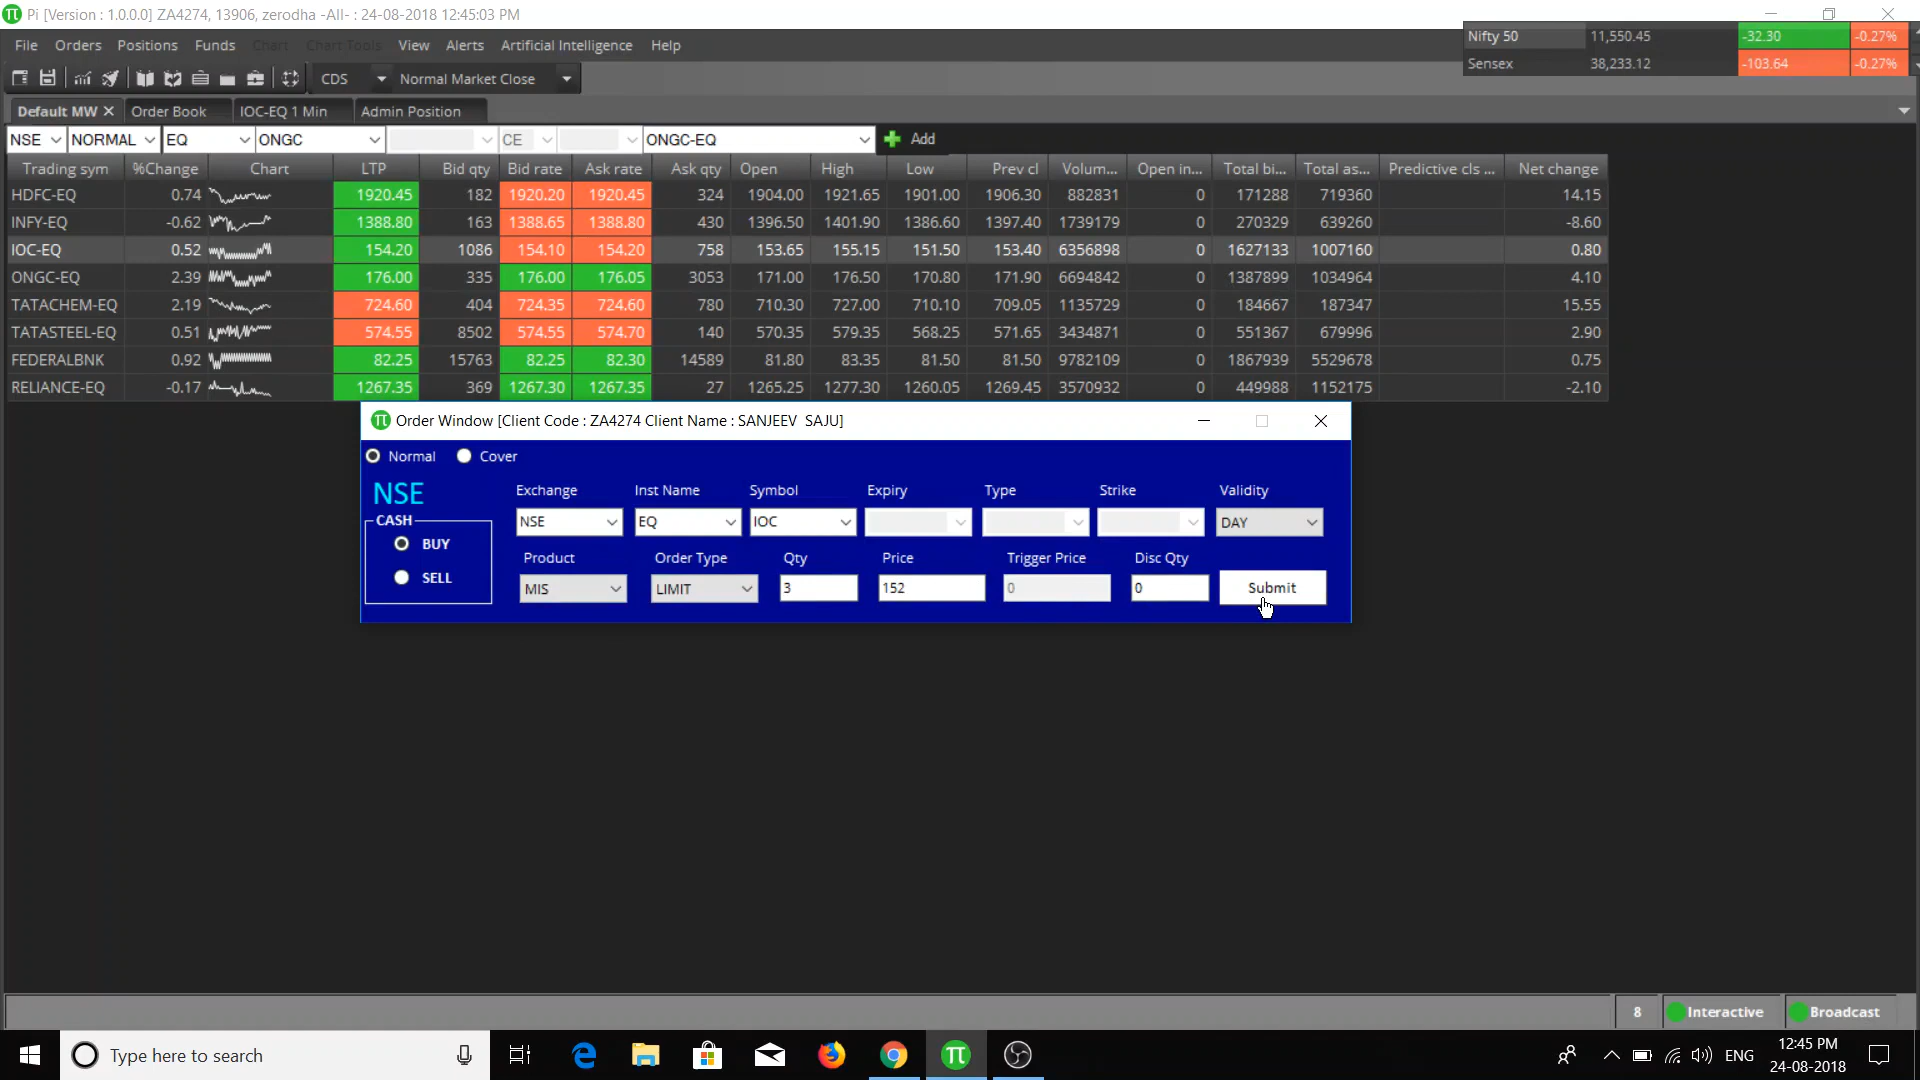 Pi [Version : 1.0.0.0] ZA4274, 13906, zerodha -All- : 24-08-2018 12:45:03 PM
File Orders Positions Funds Chart Chart Tools View Alerts Artificial Intelligence Help
Nifty 50 11,550.45 -32.30 -0.27%
Sensex 38,233.12 -103.64 -0.27%
CDS Normal Market Close
Default MW Order Book IOC-EQ 1 Min Admin Position
NSE NORMAL EQ ONGC CE ONGC-EQ Add
Trading sym %Change Chart LTP Bid qty Bid rate Ask rate Ask qty Open High Low Prev cl Volum... Open in... Total bi... Total as... Predictive cls ... Net change
HDFC-EQ 0.74 1920.45 182 1920.20 1920.45 324 1904.00 1921.65 1901.00 1906.30 882831 0 171288 719360 14.15
INFY-EQ -0.62 1388.80 163 1388.65 1388.80 430 1396.50 1401.90 1386.60 1397.40 1739179 0 270329 639260 -8.60
IOC-EQ 0.52 154.20 1086 154.10 154.20 758 153.65 155.15 151.50 153.40 6356898 0 1627133 1007160 0.80
ONGC-EQ 2.39 176.00 335 176.00 176.05 3053 171.00 176.50 170.80 171.90 6694842 0 1387899 1034964 4.10
TATACHEM-EQ 2.19 724.60 404 724.35 724.60 780 710.30 727.00 710.10 709.05 1135729 0 184667 187347 15.55
TATASTEEL-EQ 0.51 574.55 8502 574.55 574.70 140 570.35 579.35 568.25 571.65 3434871 0 551367 679996 2.90
FEDERALBNK 0.92 82.25 15763 82.25 82.30 14589 81.80 83.35 81.50 81.50 9782109 0 1867939 5529678 0.75
RELIANCE-EQ -0.17 1267.35 369 1267.30 1267.35 27 1265.25 1277.30 1260.05 1269.45 3570932 0 449988 1152175 -2.10
Order Window [Client Code : ZA4274 Client Name : SANJEEV SAJU]
Normal Cover
NSE Exchange Inst Name Symbol Expiry Type Strike Validity
CASH NSE EQ IOC DAY
BUY Product Order Type Qty Price Trigger Price Disc Qty
SELL MIS LIMIT 3 152 0 0 Submit
8 Interactive Broadcast
Type here to search ENG 12:45 PM
24-08-2018